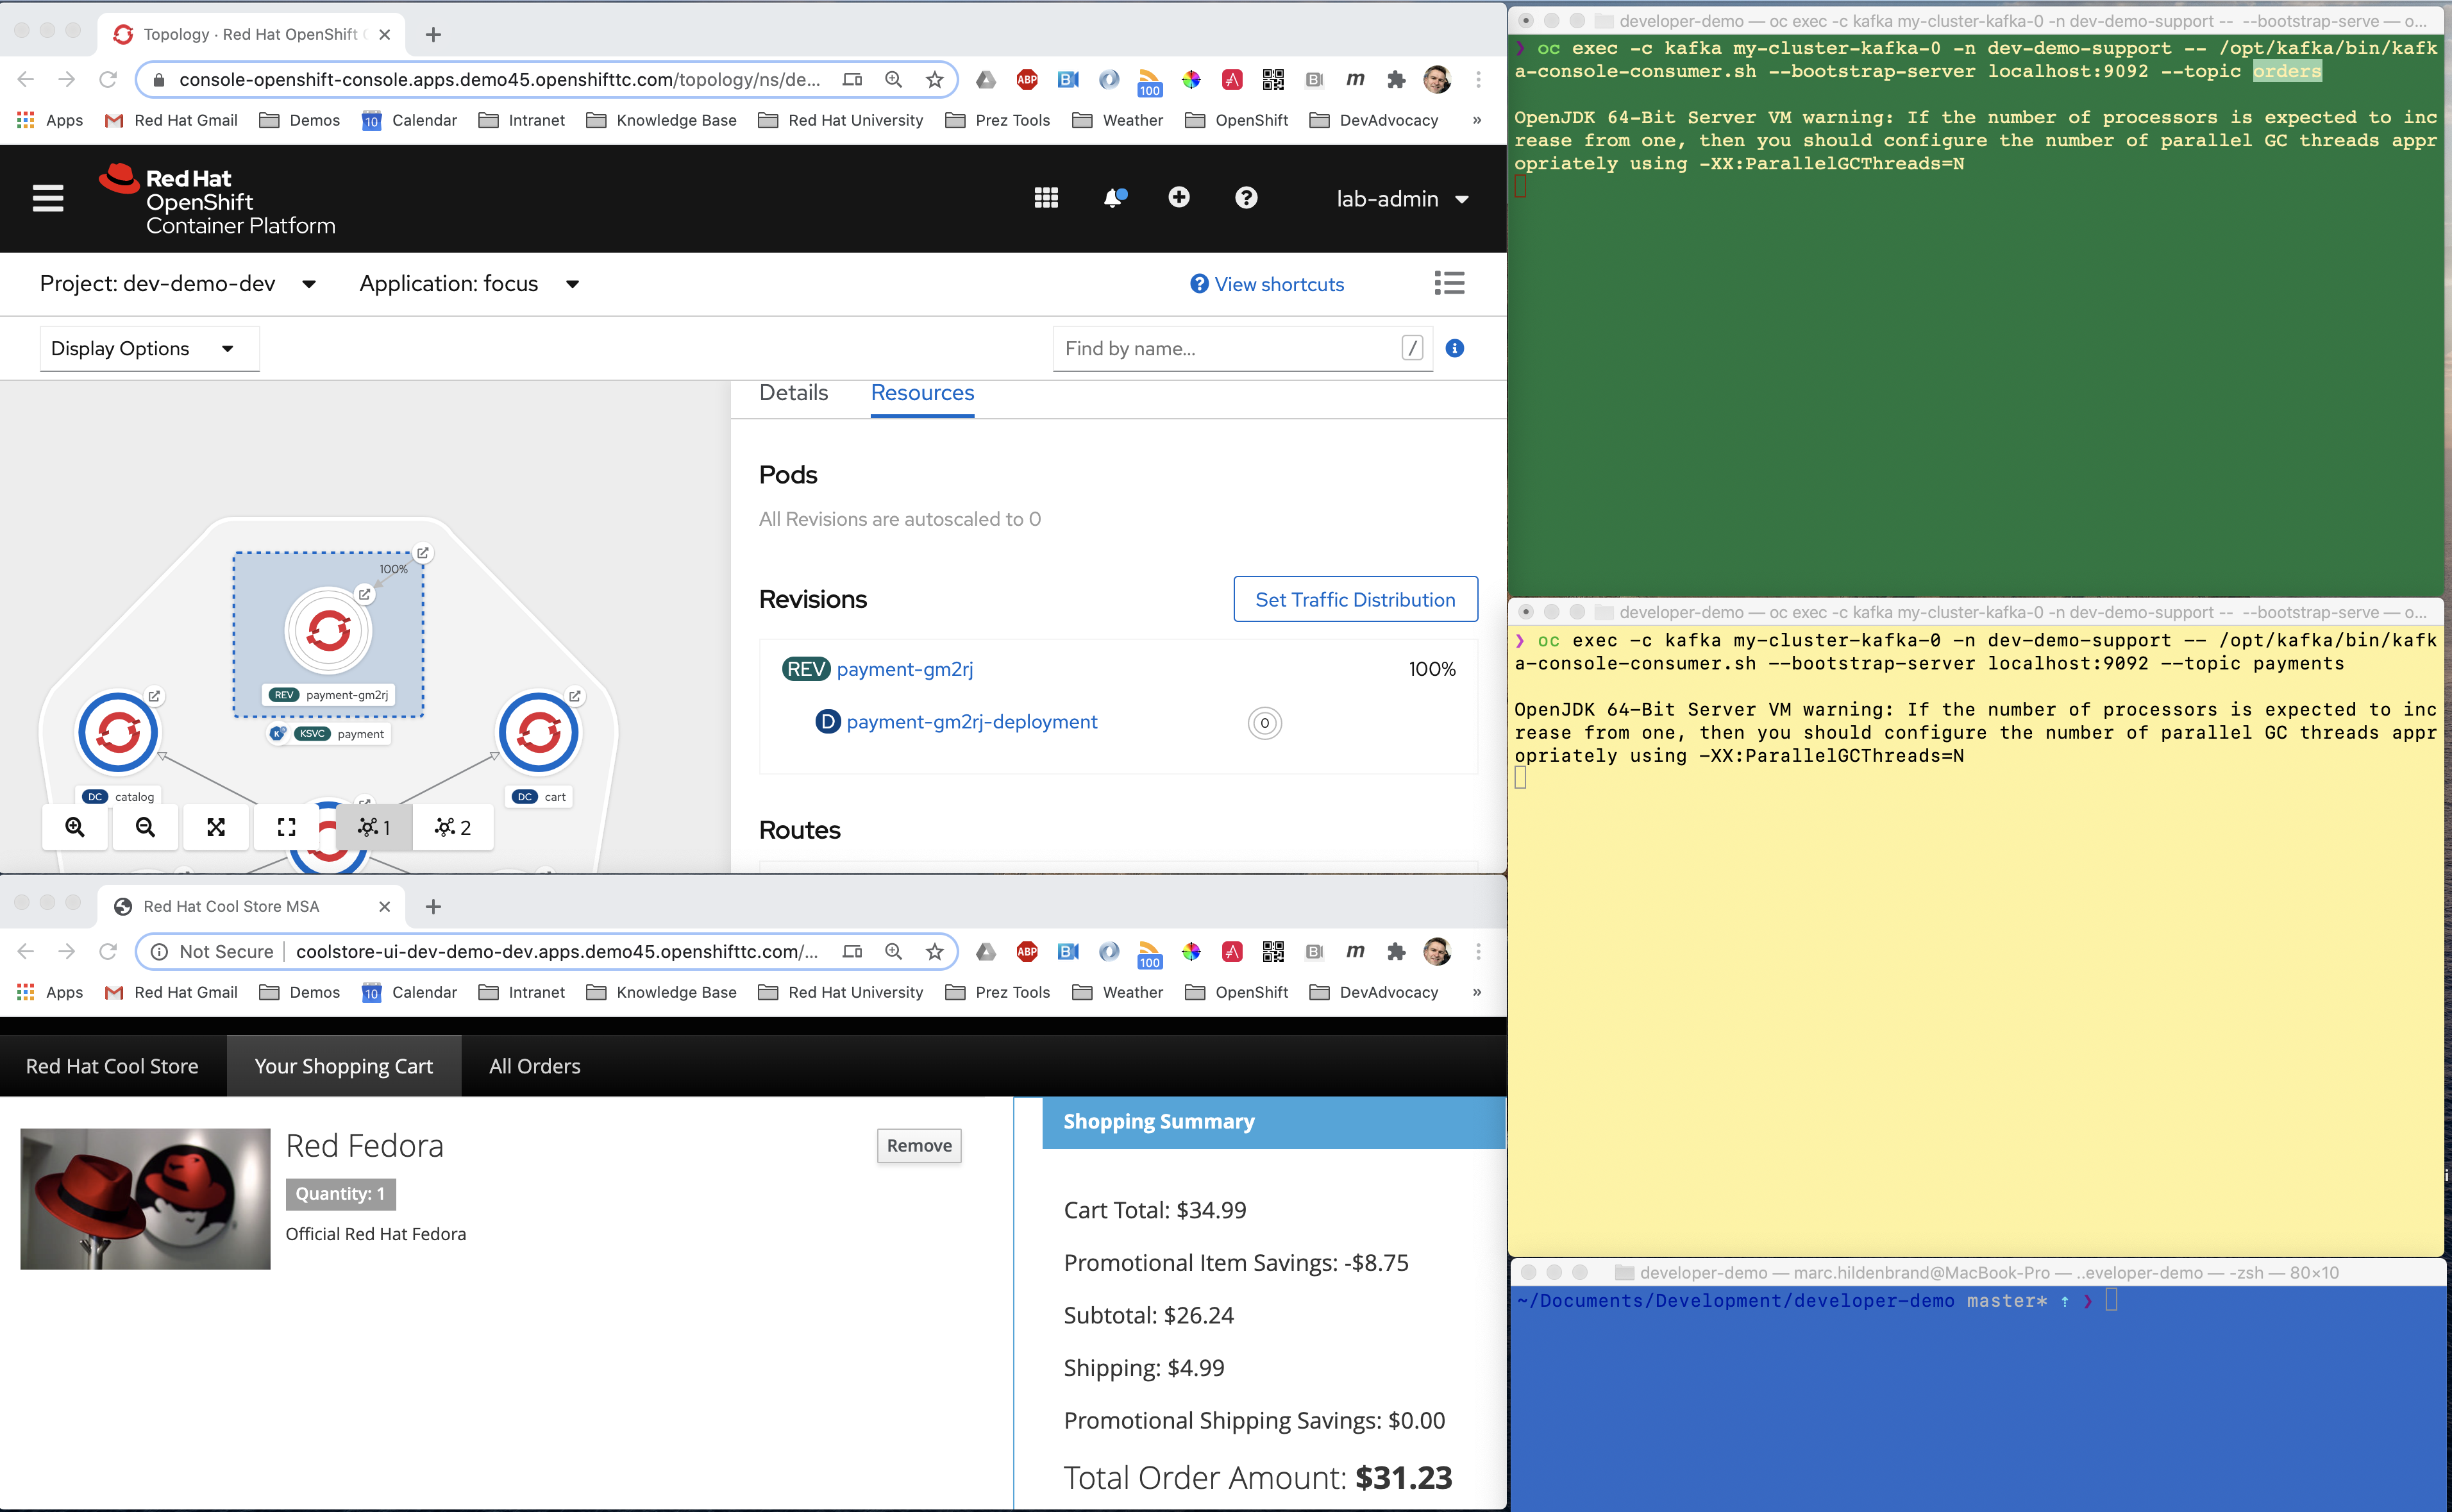 Topology · Red Hat OpenShift
console-openshift-console.apps.demo45.openshifttc.com/topology/ns/de...
ABP
100
Apps
Red Hat Gmail
Demos
10
Calendar
Intranet
Knowledge Base
Red Hat University
Prez Tools
Weather
OpenShift
DevAdvocacy
»
Red Hat
OpenShift
Container Platform
lab-admin
Project: dev-demo-dev
Application: focus
View shortcuts
Display Options
Find by name...
/
Details
Resources
100%
REV payment-gm2rj
KSVC payment
DC catalog
DC cart
1
2
Pods
All Revisions are autoscaled to 0
Revisions
Set Traffic Distribution
REV payment-gm2rj
100%
D payment-gm2rj-deployment
0
Routes
Red Hat Cool Store MSA
Not Secure
coolstore-ui-dev-demo-dev.apps.demo45.openshifttc.com/...
ABP
100
Apps
Red Hat Gmail
Demos
10
Calendar
Intranet
Knowledge Base
Red Hat University
Prez Tools
Weather
OpenShift
DevAdvocacy
»
Red Hat Cool Store
Your Shopping Cart
All Orders
Red Fedora
Remove
Quantity: 1
Official Red Hat Fedora
Shopping Summary
Cart Total: $34.99
Promotional Item Savings: -$8.75
Subtotal: $26.24
Shipping: $4.99
Promotional Shipping Savings: $0.00
Total Order Amount: $31.23
developer-demo — oc exec -c kafka my-cluster-kafka-0 -n dev-demo-support -- --bootstrap-serve — o...
❯ oc exec -c kafka my-cluster-kafka-0 -n dev-demo-support -- /opt/kafka/bin/kafk
a-console-consumer.sh --bootstrap-server localhost:9092 --topic orders
OpenJDK 64-Bit Server VM warning: If the number of processors is expected to inc
rease from one, then you should configure the number of parallel GC threads appr
opriately using -XX:ParallelGCThreads=N
developer-demo — oc exec -c kafka my-cluster-kafka-0 -n dev-demo-support -- --bootstrap-serve — o...
❯ oc exec -c kafka my-cluster-kafka-0 -n dev-demo-support -- /opt/kafka/bin/kafk
a-console-consumer.sh --bootstrap-server localhost:9092 --topic payments
OpenJDK 64-Bit Server VM warning: If the number of processors is expected to inc
rease from one, then you should configure the number of parallel GC threads appr
opriately using -XX:ParallelGCThreads=N
developer-demo — marc.hildenbrand@MacBook-Pro — ..eveloper-demo — -zsh — 80×10
~/Documents/Development/developer-demo master* ↑ ❯